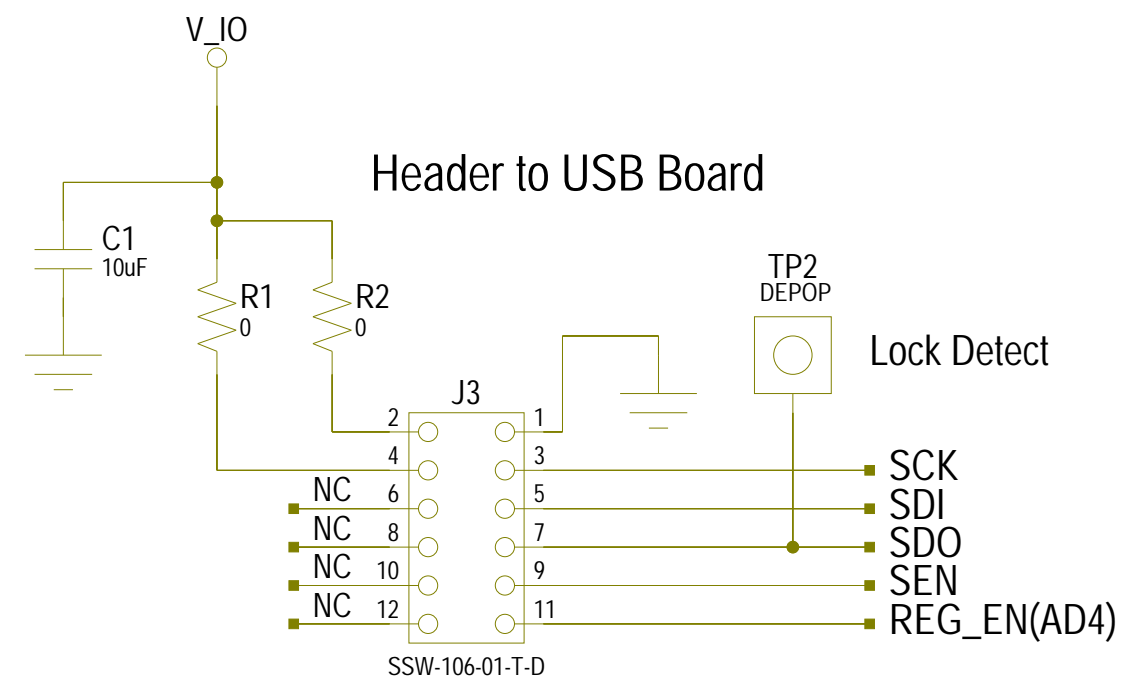 V_IO
Header to USB Board
C1
10uF
R1
0
R2
0
TP2
DEPOP
Lock Detect
J3
2 1
4 3 SCK
NC 6 5 SDI
NC 8 7 SDO
NC 10 9 SEN
NC 12 11 REG_EN(AD4)
SSW-106-01-T-D